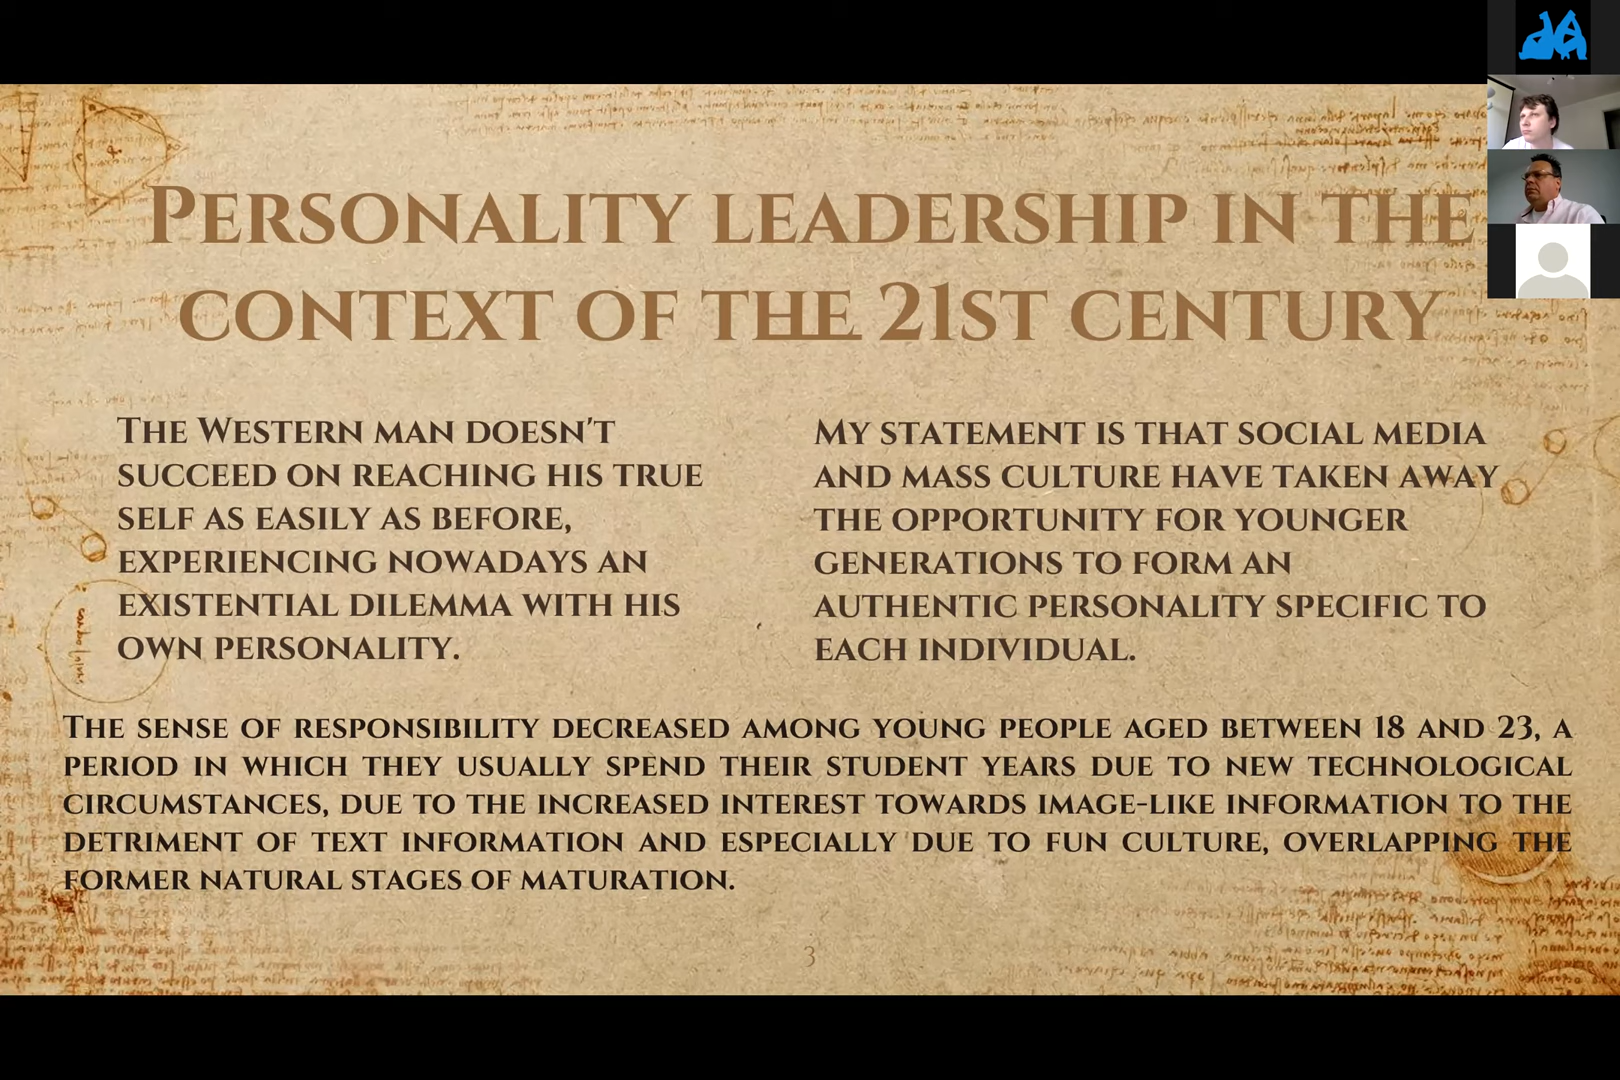 Personality leadership in the
context of the 21st century
The Western man doesn't
succeed on reaching his true
self as easily as before,
experiencing nowadays an
existential dilemma with his
own personality.
My statement is that social media
and mass culture have taken away
the opportunity for younger
generations to form an
authentic personality specific to
each individual.
The sense of responsibility decreased among young people aged between 18 and 23, a
period in which they usually spend their student years due to new technological
circumstances, due to the increased interest towards image-like information to the
detriment of text information and especially due to fun culture, overlapping the
former natural stages of maturation.
3